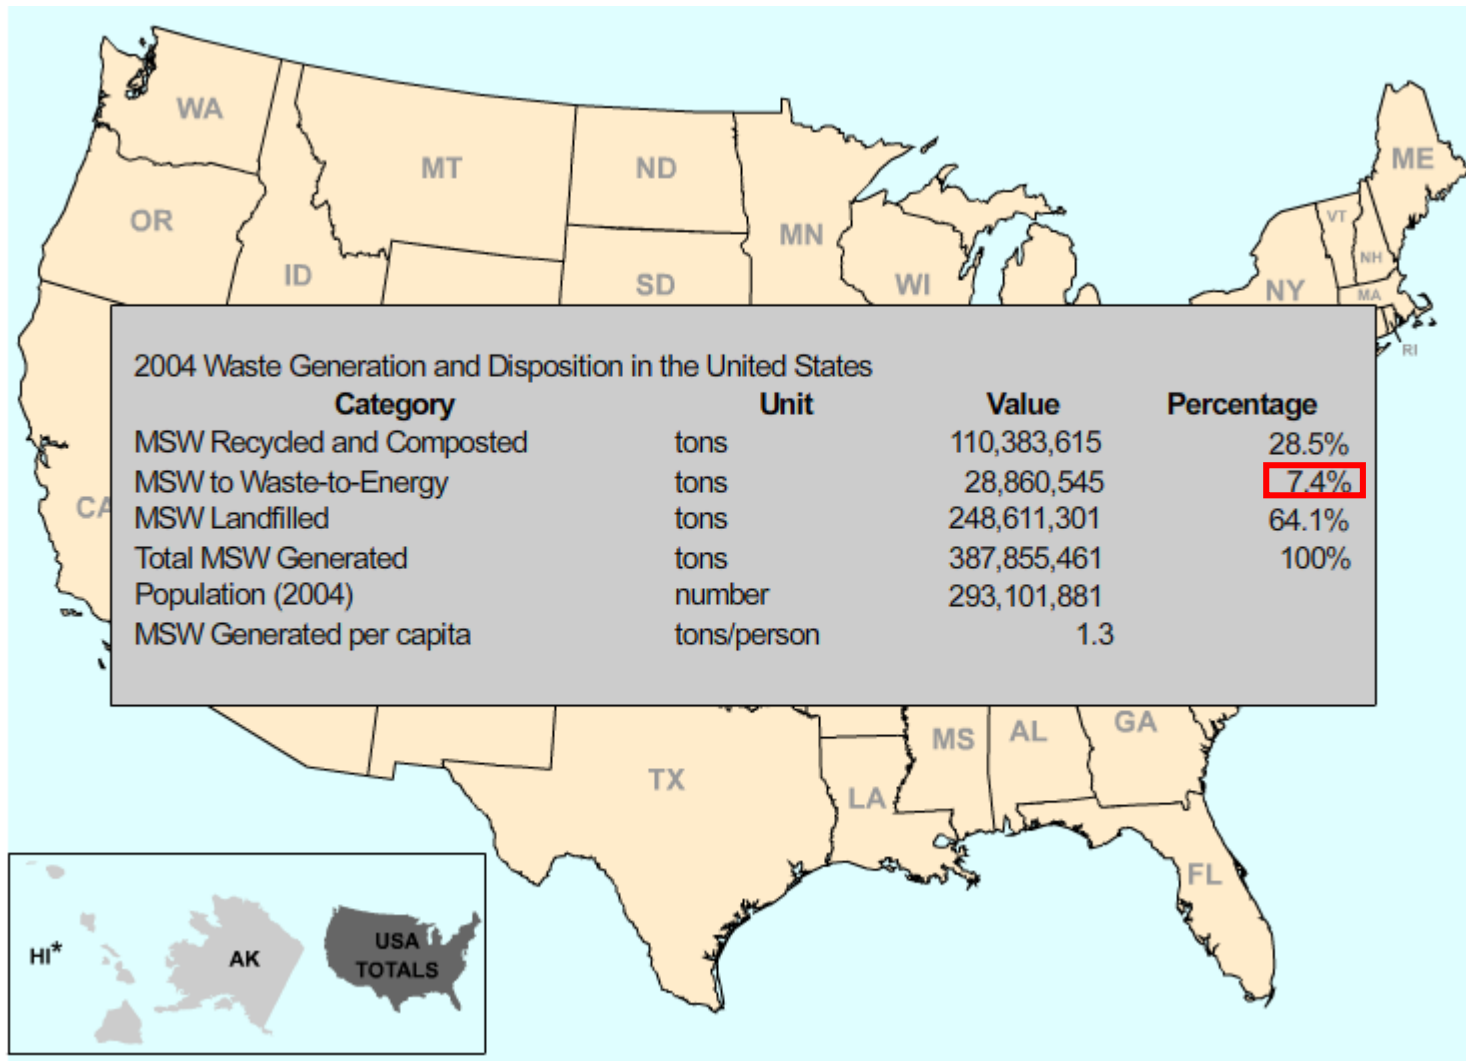 WA
MT
ND
ME
OR
MN
VT
ID
SD
WI
NH
NY
MA
RI
CA
2004 Waste Generation and Disposition in the United States
Category Unit Value Percentage
MSW Recycled and Composted tons 110,383,615 28.5%
MSW to Waste-to-Energy tons 28,860,545 7.4%
MSW Landfilled tons 248,611,301 64.1%
Total MSW Generated tons 387,855,461 100%
Population (2004) number 293,101,881
MSW Generated per capita tons/person 1.3
TX
LA
MS
AL
GA
FL
HI*
AK
USA
TOTALS